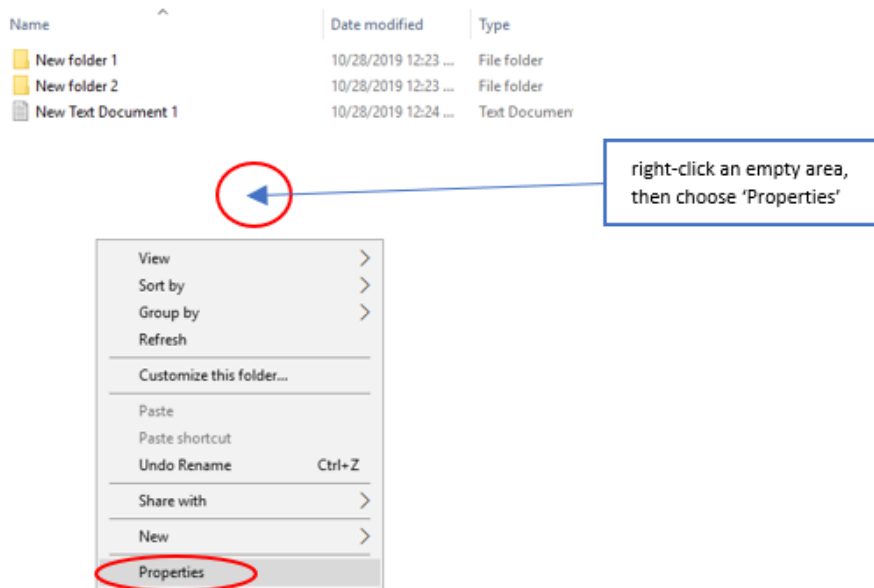 Name Date modified Type
New folder 1 10/28/2019 12:23 ... File folder
New folder 2 10/28/2019 12:23 ... File folder
New Text Document 1 10/28/2019 12:24 ... Text Documen
right-click an empty area,
then choose ‘Properties’
View
Sort by
Group by
Refresh
Customize this folder...
Paste
Paste shortcut
Undo Rename Ctrl+Z
Share with
New
Properties